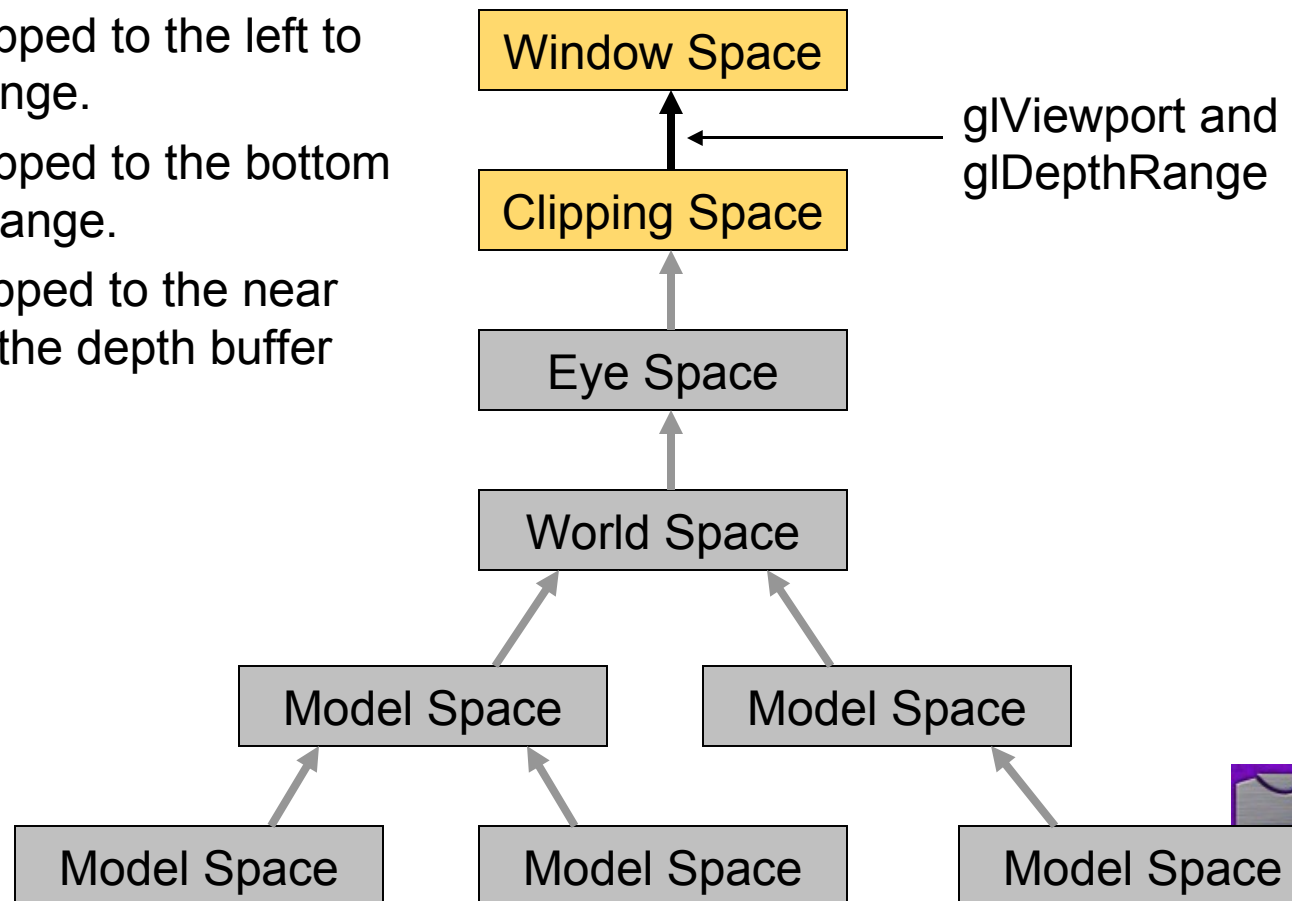 pped to the left to
nge.
pped to the bottom
ange.
pped to the near
the depth buffer
Window Space
glViewport and
glDepthRange
Clipping Space
Eye Space
World Space
Model Space
Model Space
Model Space
Model Space
Model Space